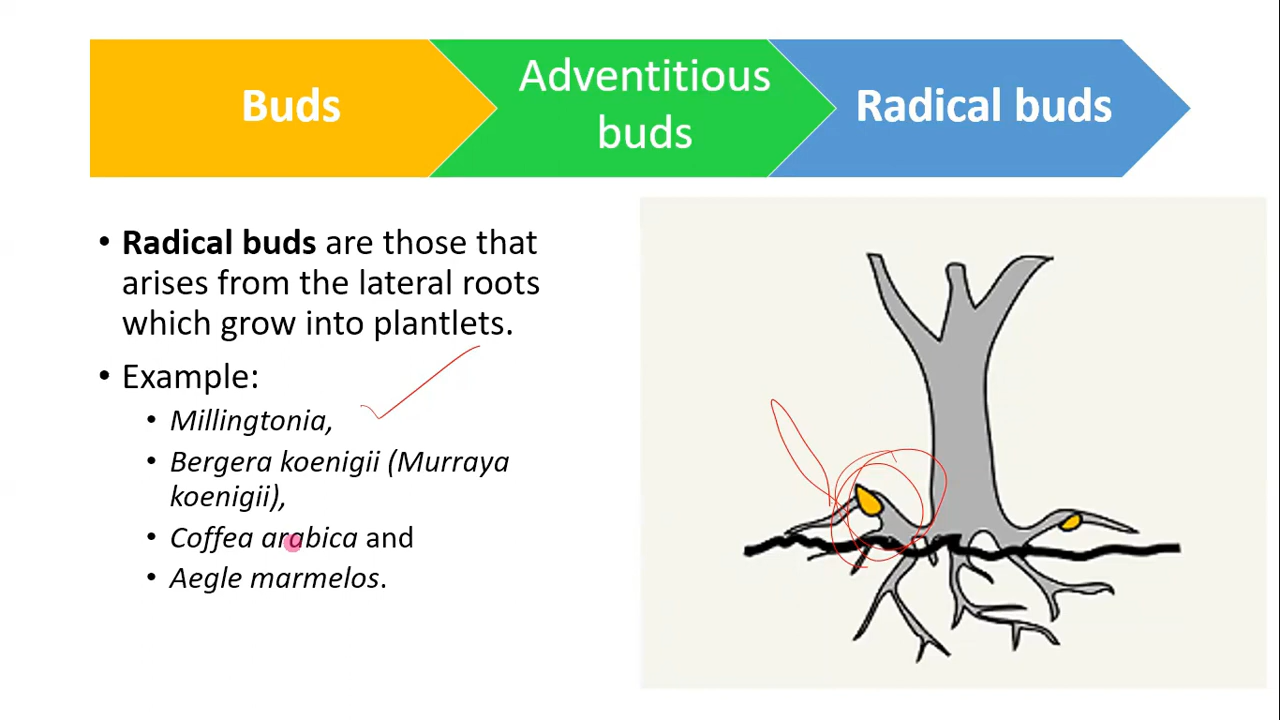 Buds
Adventitious
buds
Radical buds
• Radical buds are those that
arises from the lateral roots
which grow into plantlets.
• Example:
• Millingtonia,
• Bergera koenigii (Murraya
koenigii),
• Coffea arabica and
• Aegle marmelos.